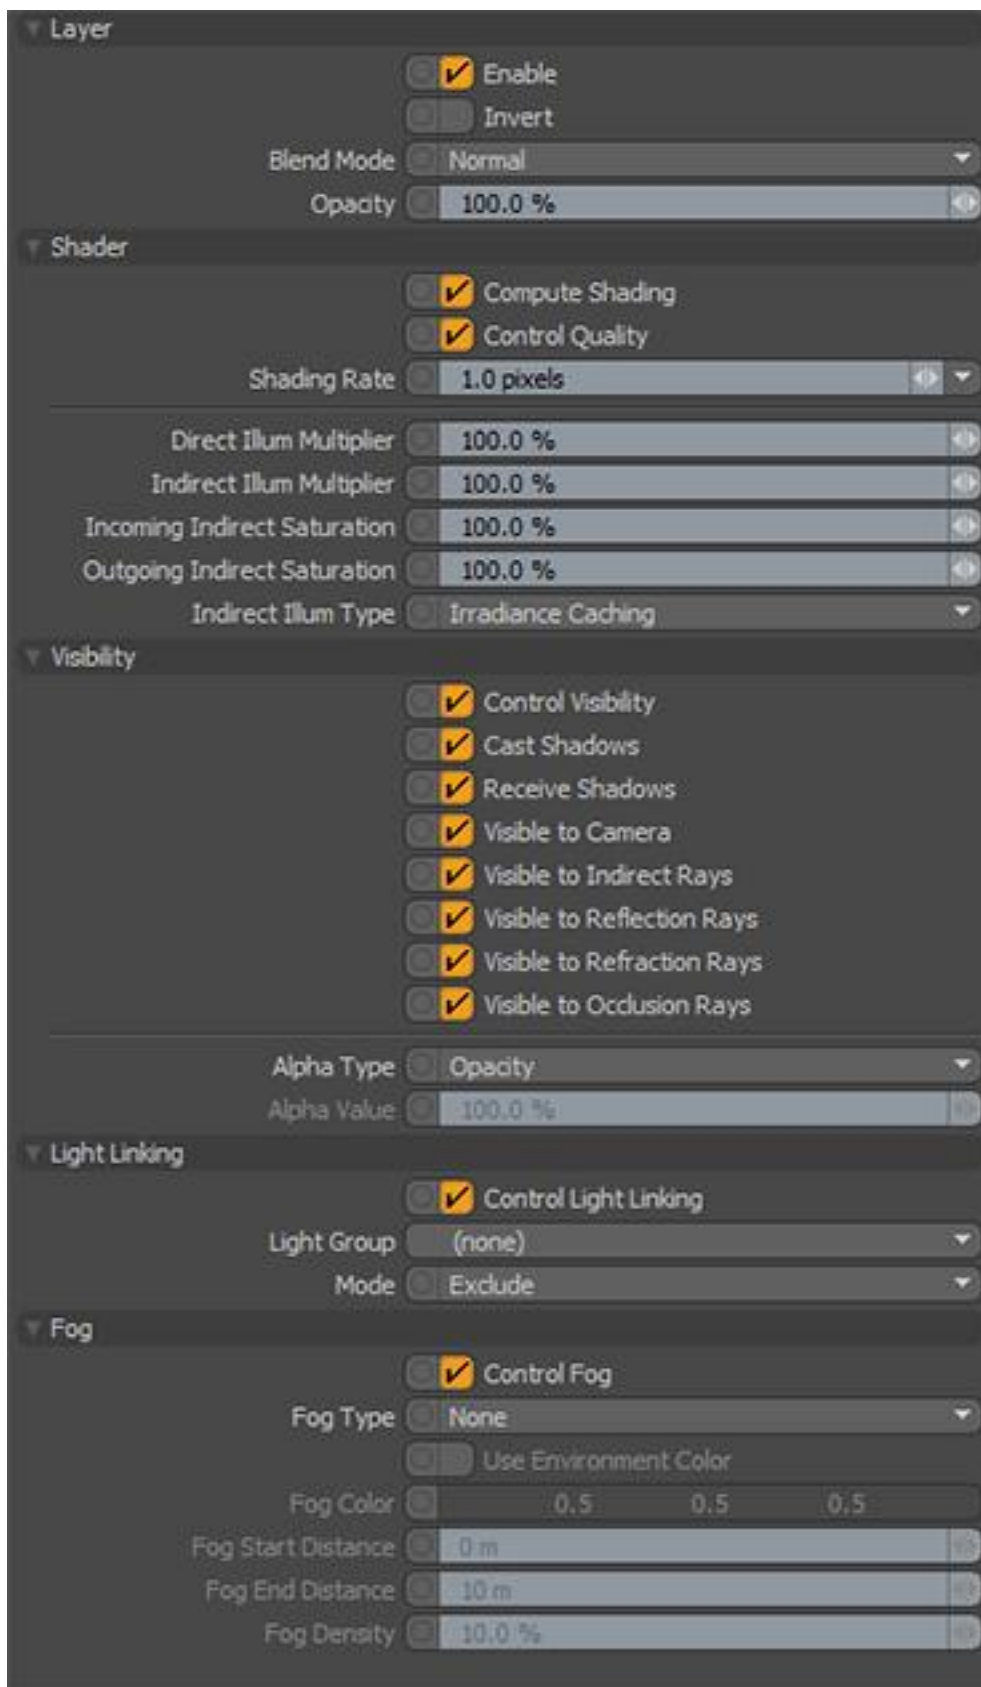 Layer
Enable
Invert
Blend Mode Normal
Opacity 100.0 %
Shader
Compute Shading
Control Quality
Shading Rate 1.0 pixels
Direct Illum Multiplier 100.0 %
Indirect Illum Multiplier 100.0 %
Incoming Indirect Saturation 100.0 %
Outgoing Indirect Saturation 100.0 %
Indirect Illum Type Irradiance Caching
Visibility
Control Visibility
Cast Shadows
Receive Shadows
Visible to Camera
Visible to Indirect Rays
Visible to Reflection Rays
Visible to Refraction Rays
Visible to Occlusion Rays
Alpha Type Opacity
Alpha Value 100.0 %
Light Linking
Control Light Linking
Light Group (none)
Mode Exclude
Fog
Control Fog
Fog Type None
Use Environment Color
Fog Color 0.5 0.5 0.5
Fog Start Distance 0 m
Fog End Distance 10 m
Fog Density 10.0 %